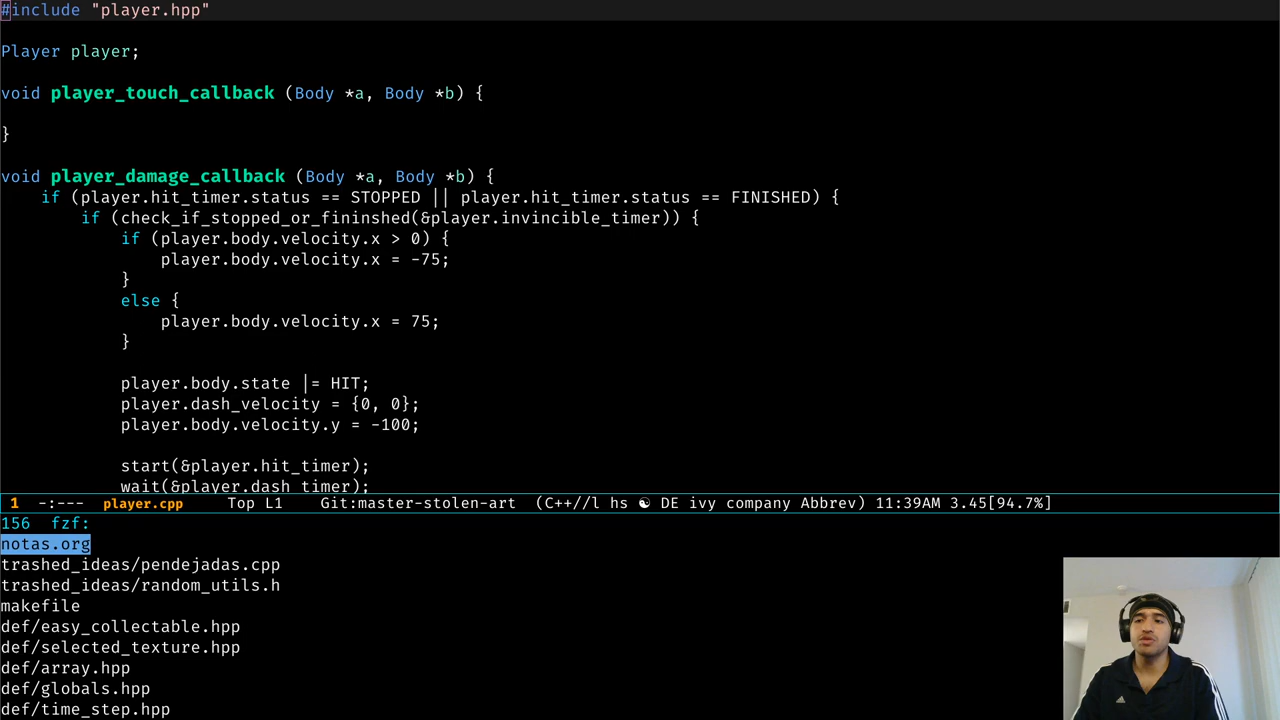 #include "player.hpp"
Player player;
void player_touch_callback (Body *a, Body *b) {
}
void player_damage_callback (Body *a, Body *b) {
    if (player.hit_timer.status == STOPPED || player.hit_timer.status == FINISHED) {
        if (check_if_stopped_or_fininshed(&player.invincible_timer)) {
            if (player.body.velocity.x > 0) {
                player.body.velocity.x = -75;
            }
            else {
                player.body.velocity.x = 75;
            }
            player.body.state |= HIT;
            player.dash_velocity = {0, 0};
            player.body.velocity.y = -100;
            start(&player.hit_timer);
            wait(&player.dash_timer);
1  -:---  player.cpp    Top L1    Git:master-stolen-art  (C++//l hs ☯ DE ivy company Abbrev) 11:39AM 3.45[94.7%]
156  fzf:
notas.org
trashed_ideas/pendejadas.cpp
trashed_ideas/random_utils.h
makefile
def/easy_collectable.hpp
def/selected_texture.hpp
def/array.hpp
def/globals.hpp
def/time_step.hpp